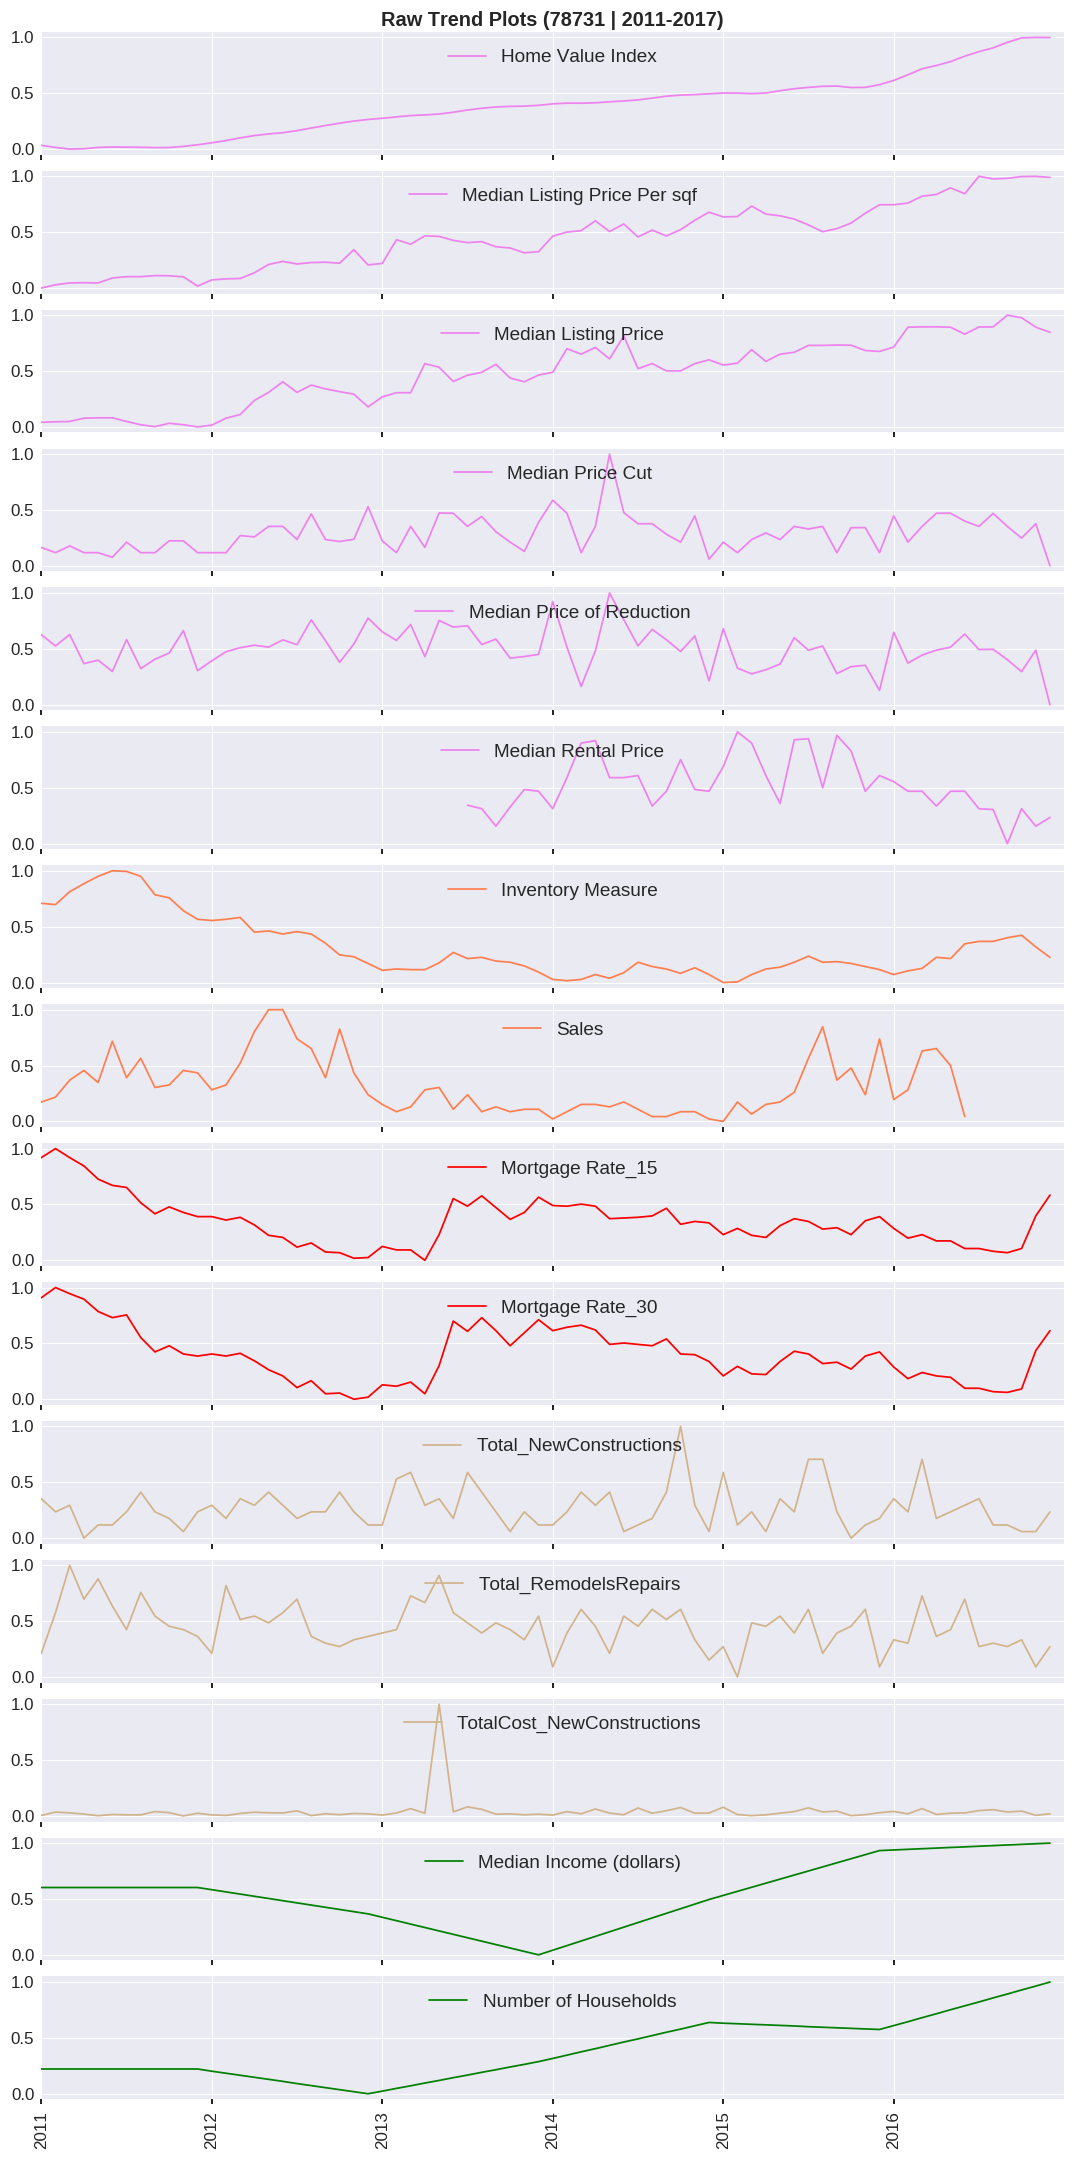 Raw Trend Plots (78731 | 2011-2017)
1.0
Home Value Index
0.5
0.0
1.0
Median Listing Price Per sqf
0.5
0.0
1.0
Median Listing Price
0.5
0.0
1.0
Median Price Cut
0.5
0.0
1.0
Median Price of Reduction
0.5
0.0
1.0
Median Rental Price
0.5
0.0
1.0
Inventory Measure
0.5
0.0
1.0
Sales
0.5
0.0
1.0
Mortgage Rate_15
0.5
0.0
1.0
Mortgage Rate_30
0.5
0.0
1.0
Total_NewConstructions
0.5
0.0
1.0
Total_RemodelsRepairs
0.5
0.0
1.0
TotalCost_NewConstructions
0.5
0.0
1.0
Median Income (dollars)
0.5
0.0
1.0
Number of Households
0.5
0.0
2011 2012 2013 2014 2015 2016